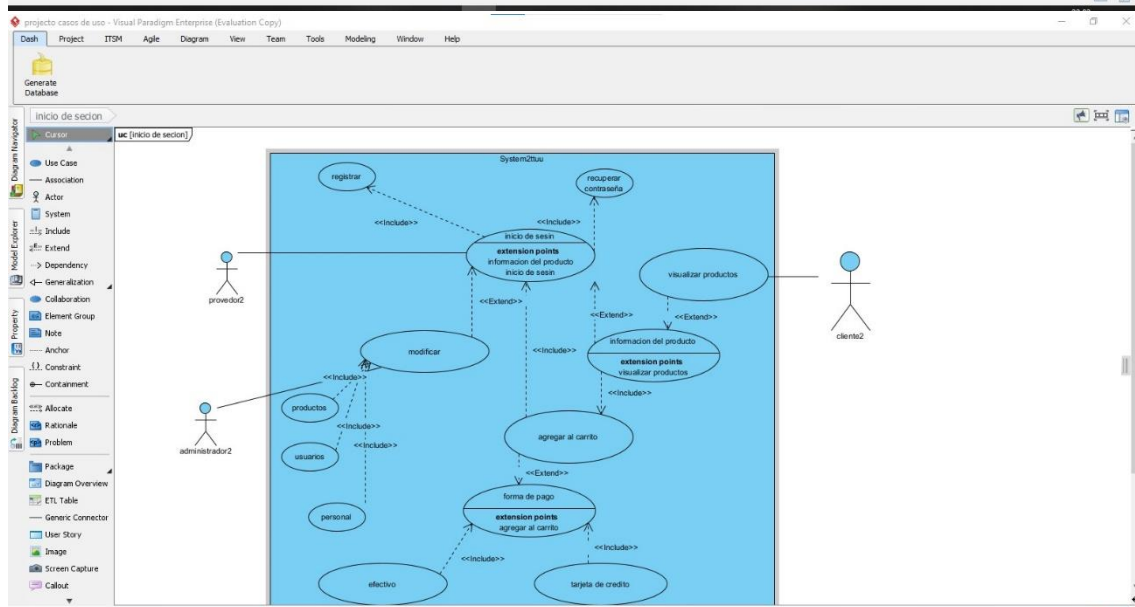 projecto casos de uso - Visual Paradigm Enterprise (Evaluation Copy)
Dash Project ITSM Agile Diagram View Team Tools Modeling Window Help
Generate
Database
inicio de secion
Diagram Navigator
Model Explorer
Property
Diagram Backlog
Cursor
Use Case
Association
Actor
System
Include
Extend
Dependency
Generalization
Collaboration
Element Group
Note
Anchor
Constraint
Containment
Allocate
Rationale
Problem
Package
Diagram Overview
ETL Table
Generic Connector
User Story
Image
Screen Capture
Callout
uc [inicio de secion]
System2ttuu
registrar
recuperar
contraseña
<<Include>>
<<Include>>
inicio de sesin
extension points
informacion del producto
inicio de sesin
visualizar productos
provedor2
cliente2
<<Extend>>
<<Extend>>
<<Extend>>
modificar
<<Include>>
informacion del producto
extension points
visualizar productos
<<Include>>
<<Include>>
productos
administrador2
<<Include>>
agregar al carrito
<<Include>>
usuarios
<<Extend>>
forma de pago
extension points
agregar al carrito
personal
<<Include>>
<<Include>>
efectivo
tarjeta de credito